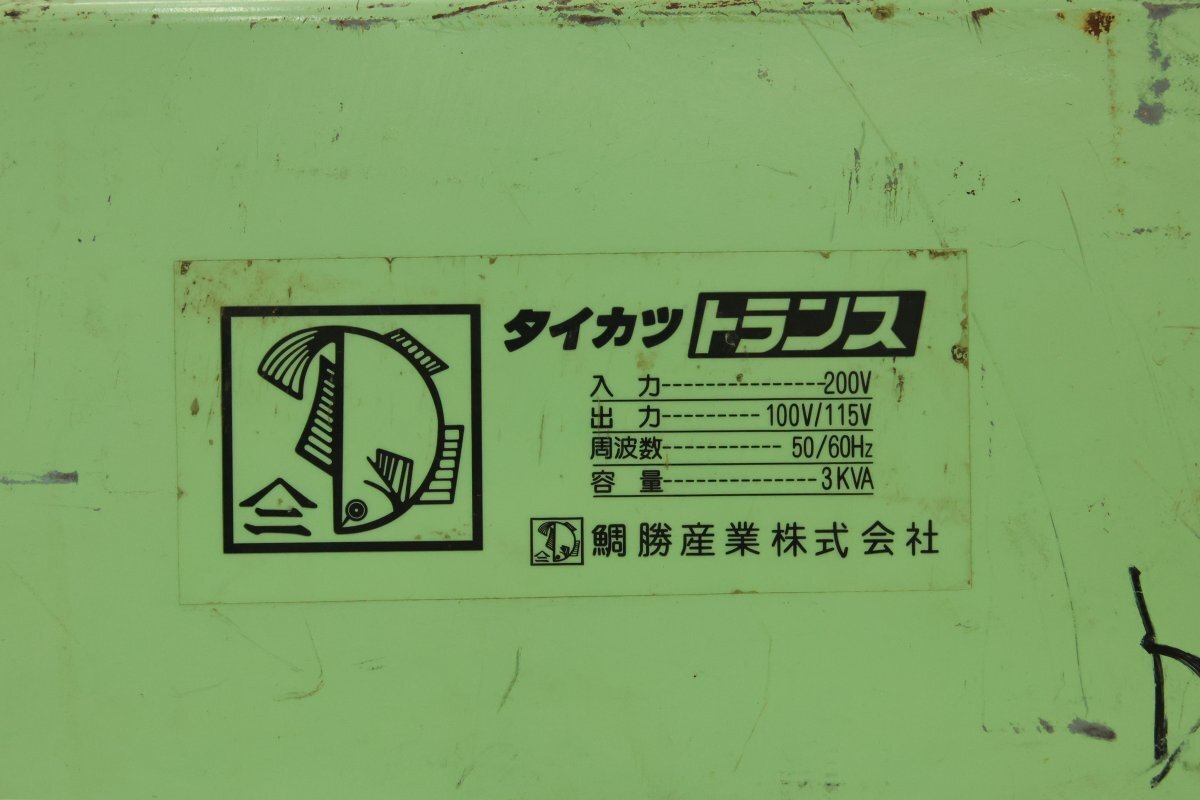 タイカツトランス
入力---------------200V
出力---------100V/115V
周波数-----------50/60Hz
容量--------------3KVA
鯛勝産業株式会社